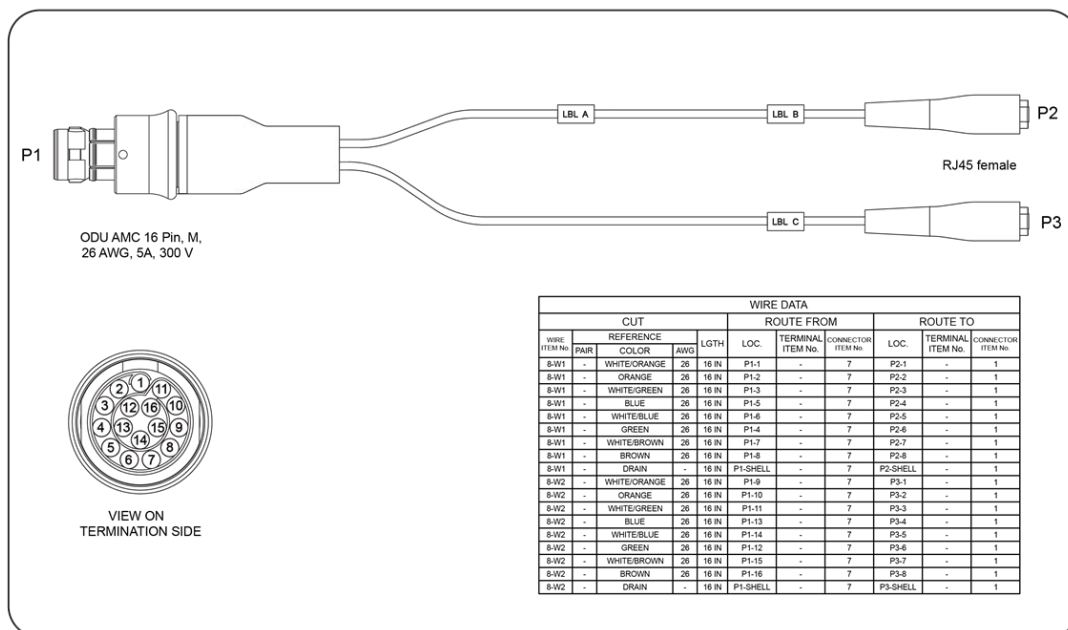 P1
LBL A
LBL B
P2
RJ45 female
LBL C
P3
ODU AMC 16 Pin, M,
26 AWG, 5A, 300 V
1
2
11
3
12
16
10
4
13
15
9
14
5
8
6
7
VIEW ON
TERMINATION SIDE
WIRE DATA
CUT ROUTE FROM ROUTE TO
WIRE ITEM No. REFERENCE LGTH LOC. TERMINAL ITEM No. CONNECTOR ITEM No. LOC. TERMINAL ITEM No. CONNECTOR ITEM No.
PAIR COLOR AWG
8-W1 - WHITE/ORANGE 26 16 IN P1-1 - 7 P2-1 - 1
8-W1 - ORANGE 26 16 IN P1-2 - 7 P2-2 - 1
8-W1 - WHITE/GREEN 26 16 IN P1-3 - 7 P2-3 - 1
8-W1 - BLUE 26 16 IN P1-5 - 7 P2-4 - 1
8-W1 - WHITE/BLUE 26 16 IN P1-6 - 7 P2-5 - 1
8-W1 - GREEN 26 16 IN P1-4 - 7 P2-6 - 1
8-W1 - WHITE/BROWN 26 16 IN P1-7 - 7 P2-7 - 1
8-W1 - BROWN 26 16 IN P1-8 - 7 P2-8 - 1
8-W1 - DRAIN - 16 IN P1-SHELL - 7 P2-SHELL - 1
8-W2 - WHITE/ORANGE 26 16 IN P1-9 - 7 P3-1 - 1
8-W2 - ORANGE 26 16 IN P1-10 - 7 P3-2 - 1
8-W2 - WHITE/GREEN 26 16 IN P1-11 - 7 P3-3 - 1
8-W2 - BLUE 26 16 IN P1-13 - 7 P3-4 - 1
8-W2 - WHITE/BLUE 26 16 IN P1-14 - 7 P3-5 - 1
8-W2 - GREEN 26 16 IN P1-12 - 7 P3-6 - 1
8-W2 - WHITE/BROWN 26 16 IN P1-15 - 7 P3-7 - 1
8-W2 - BROWN 26 16 IN P1-16 - 7 P3-8 - 1
8-W2 - DRAIN - 16 IN P1-SHELL - 7 P3-SHELL - 1